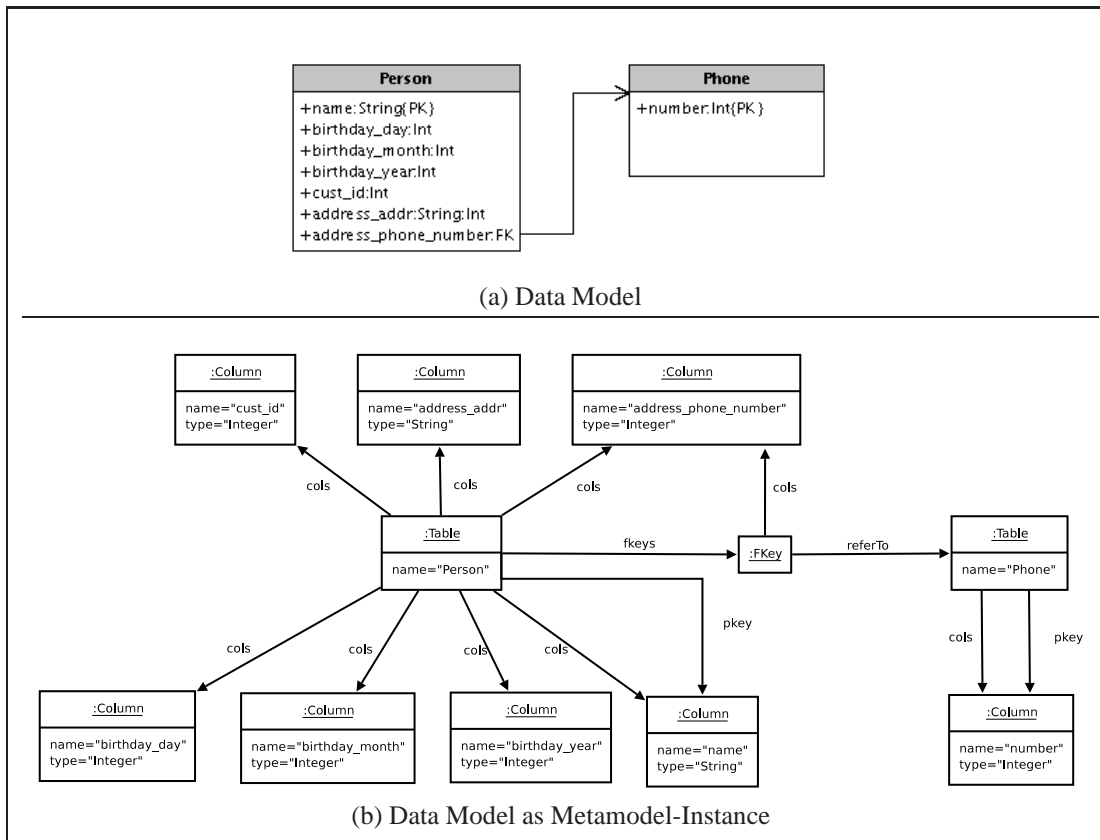 Person
+name:String{PK}
+birthday_day:Int
+birthday_month:Int
+birthday_year:Int
+cust_id:Int
+address_addr:String:Int
+address_phone_number:FK
Phone
+number:Int{PK}
(a) Data Model
:Column
name="cust_id"
type="Integer"
:Column
name="address_addr"
type="String"
:Column
name="address_phone_number"
type="Integer"
cols
cols
cols
cols
:Table
name="Person"
fkeys
:FKey
referTo
:Table
name="Phone"
cols
cols
cols
cols
pkey
cols
pkey
:Column
name="birthday_day"
type="Integer"
:Column
name="birthday_month"
type="Integer"
:Column
name="birthday_year"
type="Integer"
:Column
name="name"
type="String"
:Column
name="number"
type="Integer"
(b) Data Model as Metamodel-Instance